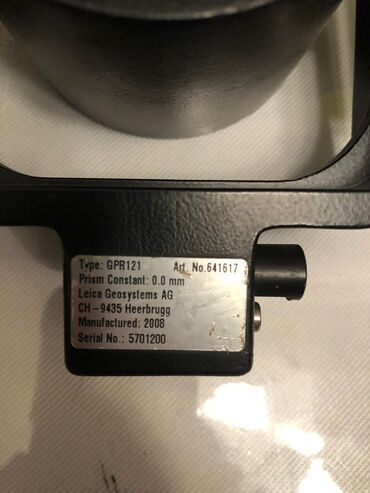 Type: GPR121 Art. No.641617
Prism Constant: 0.0 mm
Leica Geosystems AG
CH-9435 Heerbrugg
Manufactured: 2008
Serial No.: 5701200